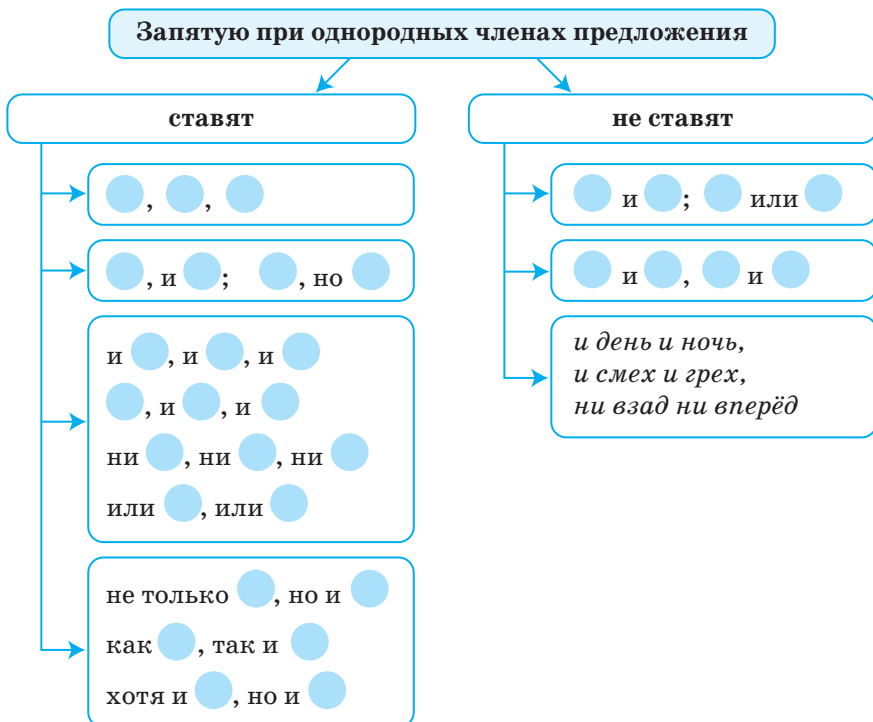 Запятую при однородных членах предложения
ставят
, ,
, и ; , но
и , и , и
, и , и
ни , ни , ни
или , или
не только , но и
как , так и
хотя и , но и
не ставят
и ; или
и , и
и день и ночь,
и смех и грех,
ни взад ни вперёд